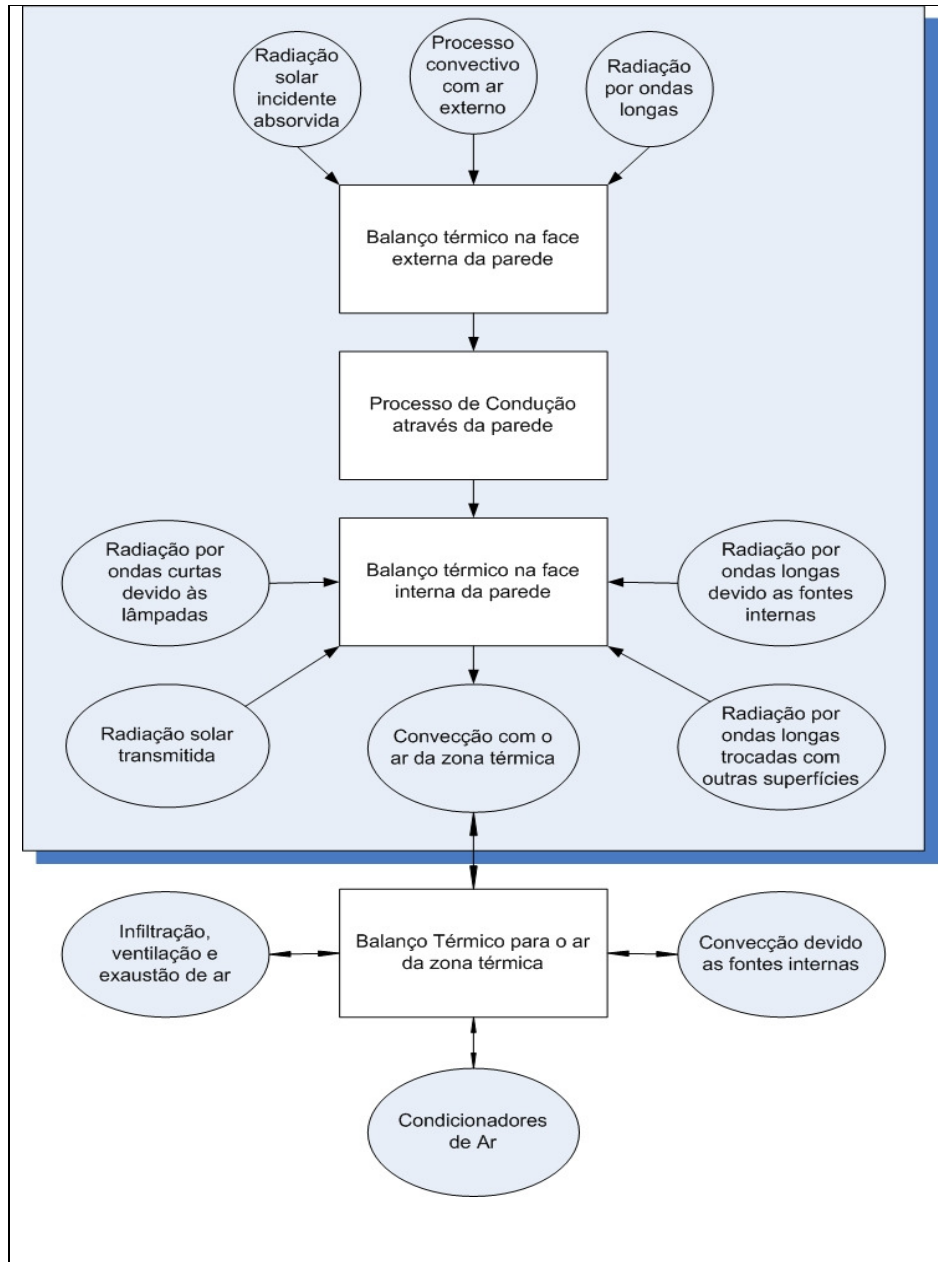 Radiação
solar
incidente
absorvida
Processo
convectivo
com ar
externo
Radiação
por ondas
longas
Balanço térmico na face
externa da parede
Processo de Condução
através da parede
Radiação por
ondas curtas
devido às
lâmpadas
Balanço térmico na face
interna da parede
Radiação por
ondas longas
devido as fontes
internas
Radiação solar
transmitida
Convecção com o
ar da zona térmica
Radiação por
ondas longas
trocadas com
outras superfícies
Infiltração,
ventilação e
exaustão de ar
Balanço Térmico para o ar
da zona térmica
Convecção devido
as fontes internas
Condicionadores
de Ar